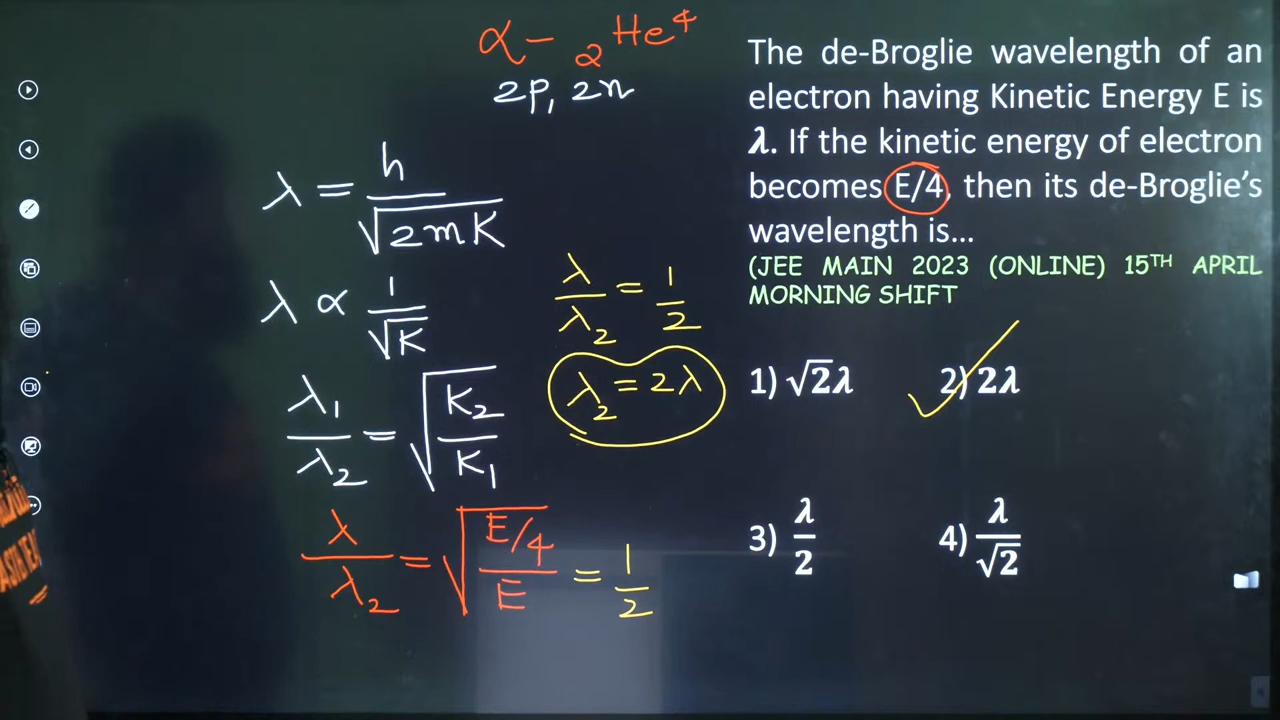 α – ₂He⁴
2p, 2n
λ = h/√(2mK)
λ ∝ 1/√K
λ₁/λ₂ = √(K₂/K₁)
λ/λ₂ = √((E/4)/E) = 1/2
λ/λ₂ = 1/2
λ₂ = 2λ
The de-Broglie wavelength of an
electron having Kinetic Energy E is
λ. If the kinetic energy of electron
becomes E/4, then its de-Broglie’s
wavelength is...
(JEE MAIN 2023 (ONLINE) 15TH APRIL
MORNING SHIFT
1) √2λ 2) 2λ
3) λ/2 4) λ/√2